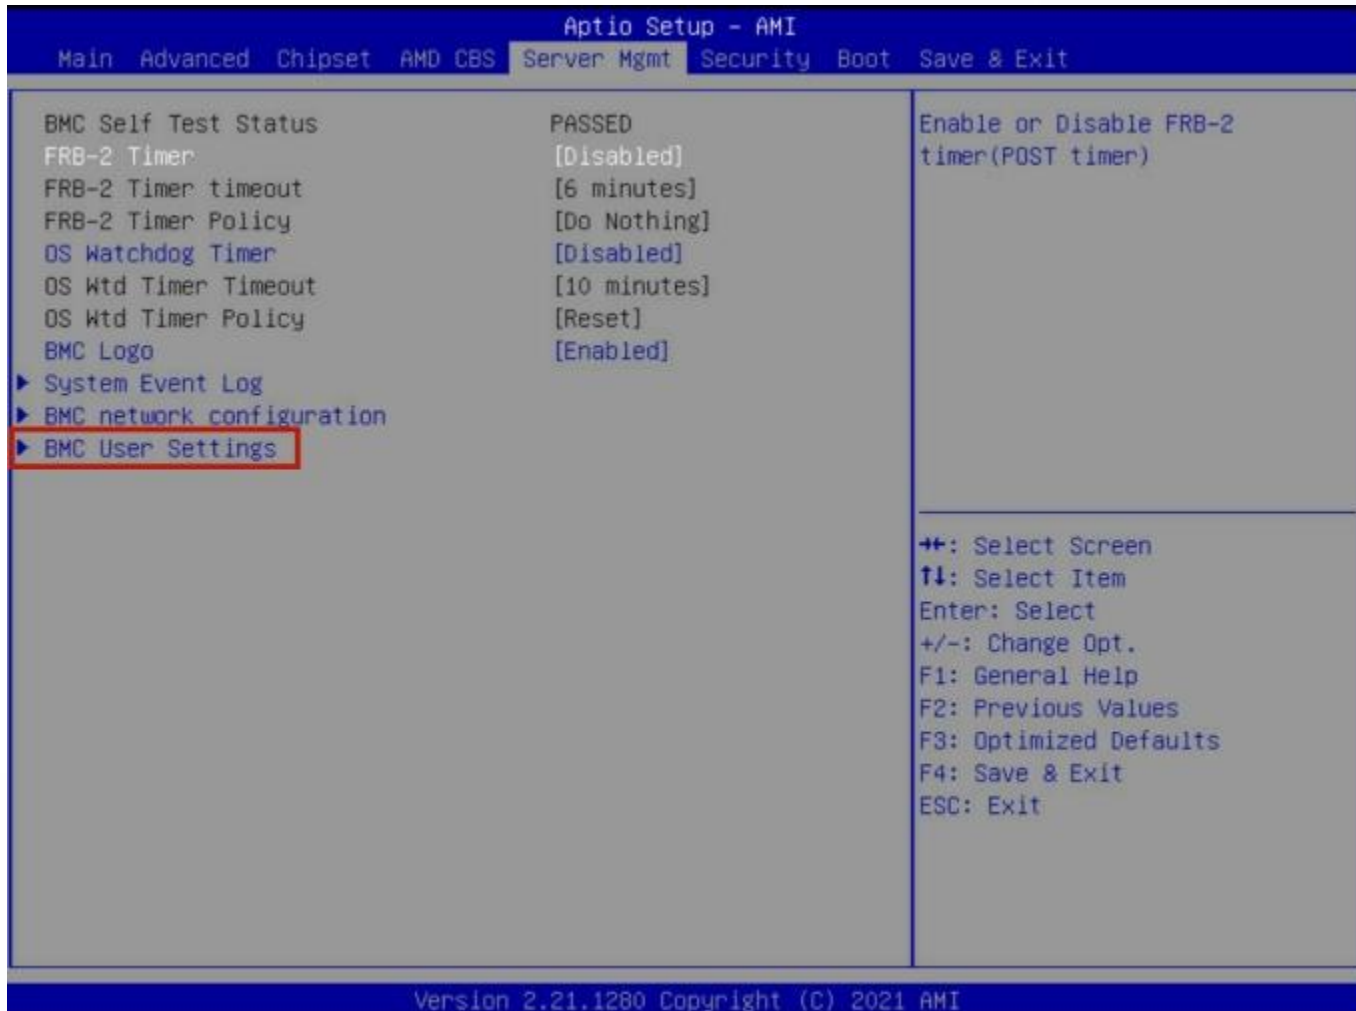 Aptio Setup – AMI
Main Advanced Chipset AMD CBS Server Mgmt Security Boot Save & Exit
BMC Self Test Status PASSED
FRB-2 Timer [Disabled]
FRB-2 Timer timeout [6 minutes]
FRB-2 Timer Policy [Do Nothing]
OS Watchdog Timer [Disabled]
OS Wtd Timer Timeout [10 minutes]
OS Wtd Timer Policy [Reset]
BMC Logo [Enabled]
▶ System Event Log
▶ BMC network configuration
▶ BMC User Settings
Enable or Disable FRB-2
timer(POST timer)
→←: Select Screen
↑↓: Select Item
Enter: Select
+/-: Change Opt.
F1: General Help
F2: Previous Values
F3: Optimized Defaults
F4: Save & Exit
ESC: Exit
Version 2.21.1280 Copyright (C) 2021 AMI